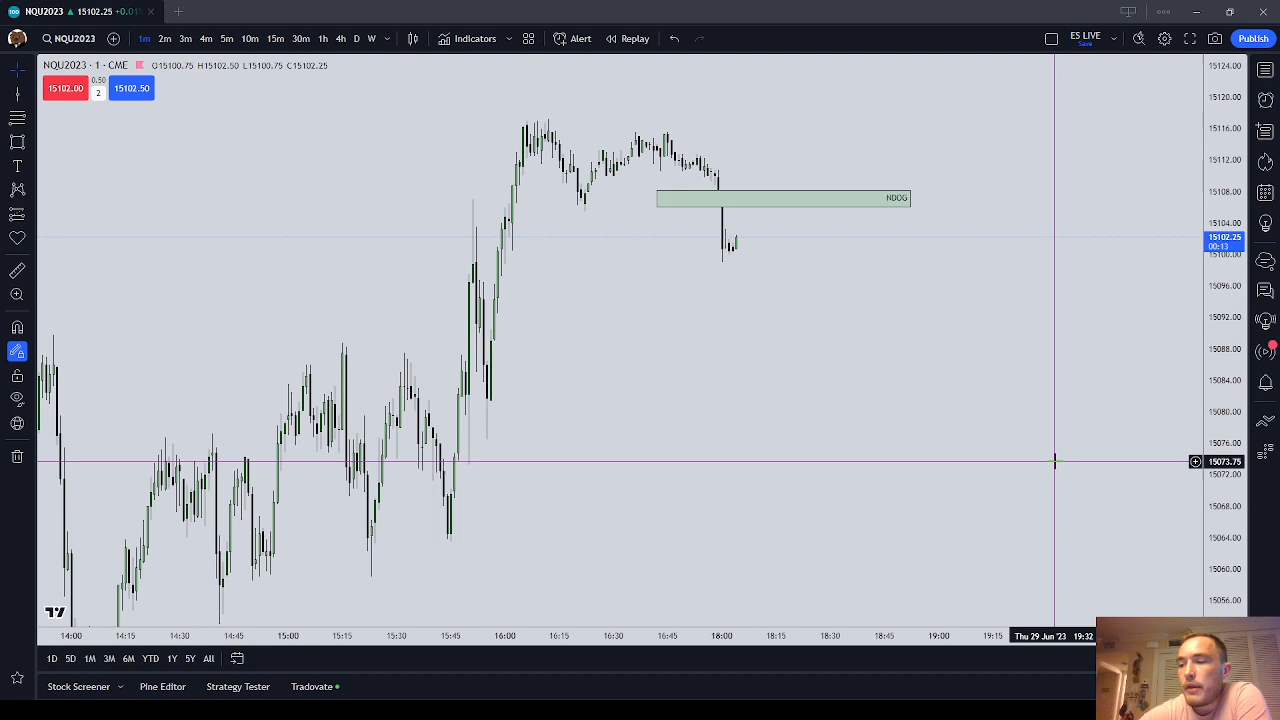 NQU2023 ▲ 15102.25 +0.01
NQU2023 1m 2m 3m 4m 5m 10m 15m 30m 1h 4h D W Indicators Alert Replay ES LIVE Save Publish
NQU2023 · 1 · CME O15100.75 H15102.50 L15100.75 C15102.25
15102.00 0.50 2 15102.50
15124.00
15120.00
15116.00
15112.00
15108.00
NDOG
15104.00
15102.25
00:13
15100.00
15096.00
15092.00
15088.00
15084.00
15080.00
15076.00
15073.75
15072.00
15068.00
15064.00
15060.00
15056.00
14:00 14:15 14:30 14:45 15:00 15:15 15:30 15:45 16:00 16:15 16:30 16:45 18:00 18:15 18:30 18:45 19:00 19:15 Thu 29 Jun '23 19:32
1D 5D 1M 3M 6M YTD 1Y 5Y All
Stock Screener Pine Editor Strategy Tester Tradovate